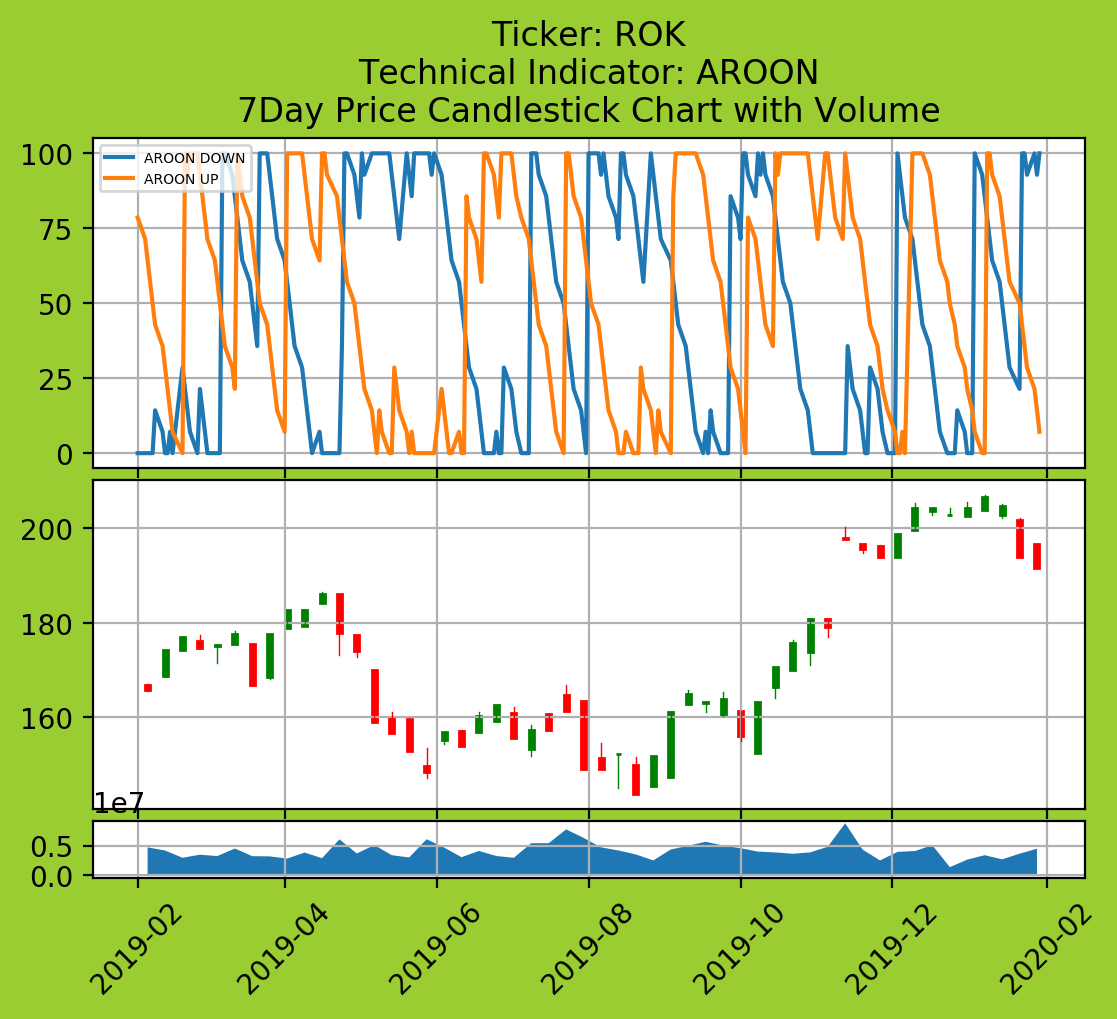 Ticker: ROK
Technical Indicator: AROON
7Day Price Candlestick Chart with Volume
100
75
50
25
0
AROON DOWN
AROON UP
200
180
160
1e7
0.5
0.0
2019-02
2019-04
2019-06
2019-08
2019-10
2019-12
2020-02